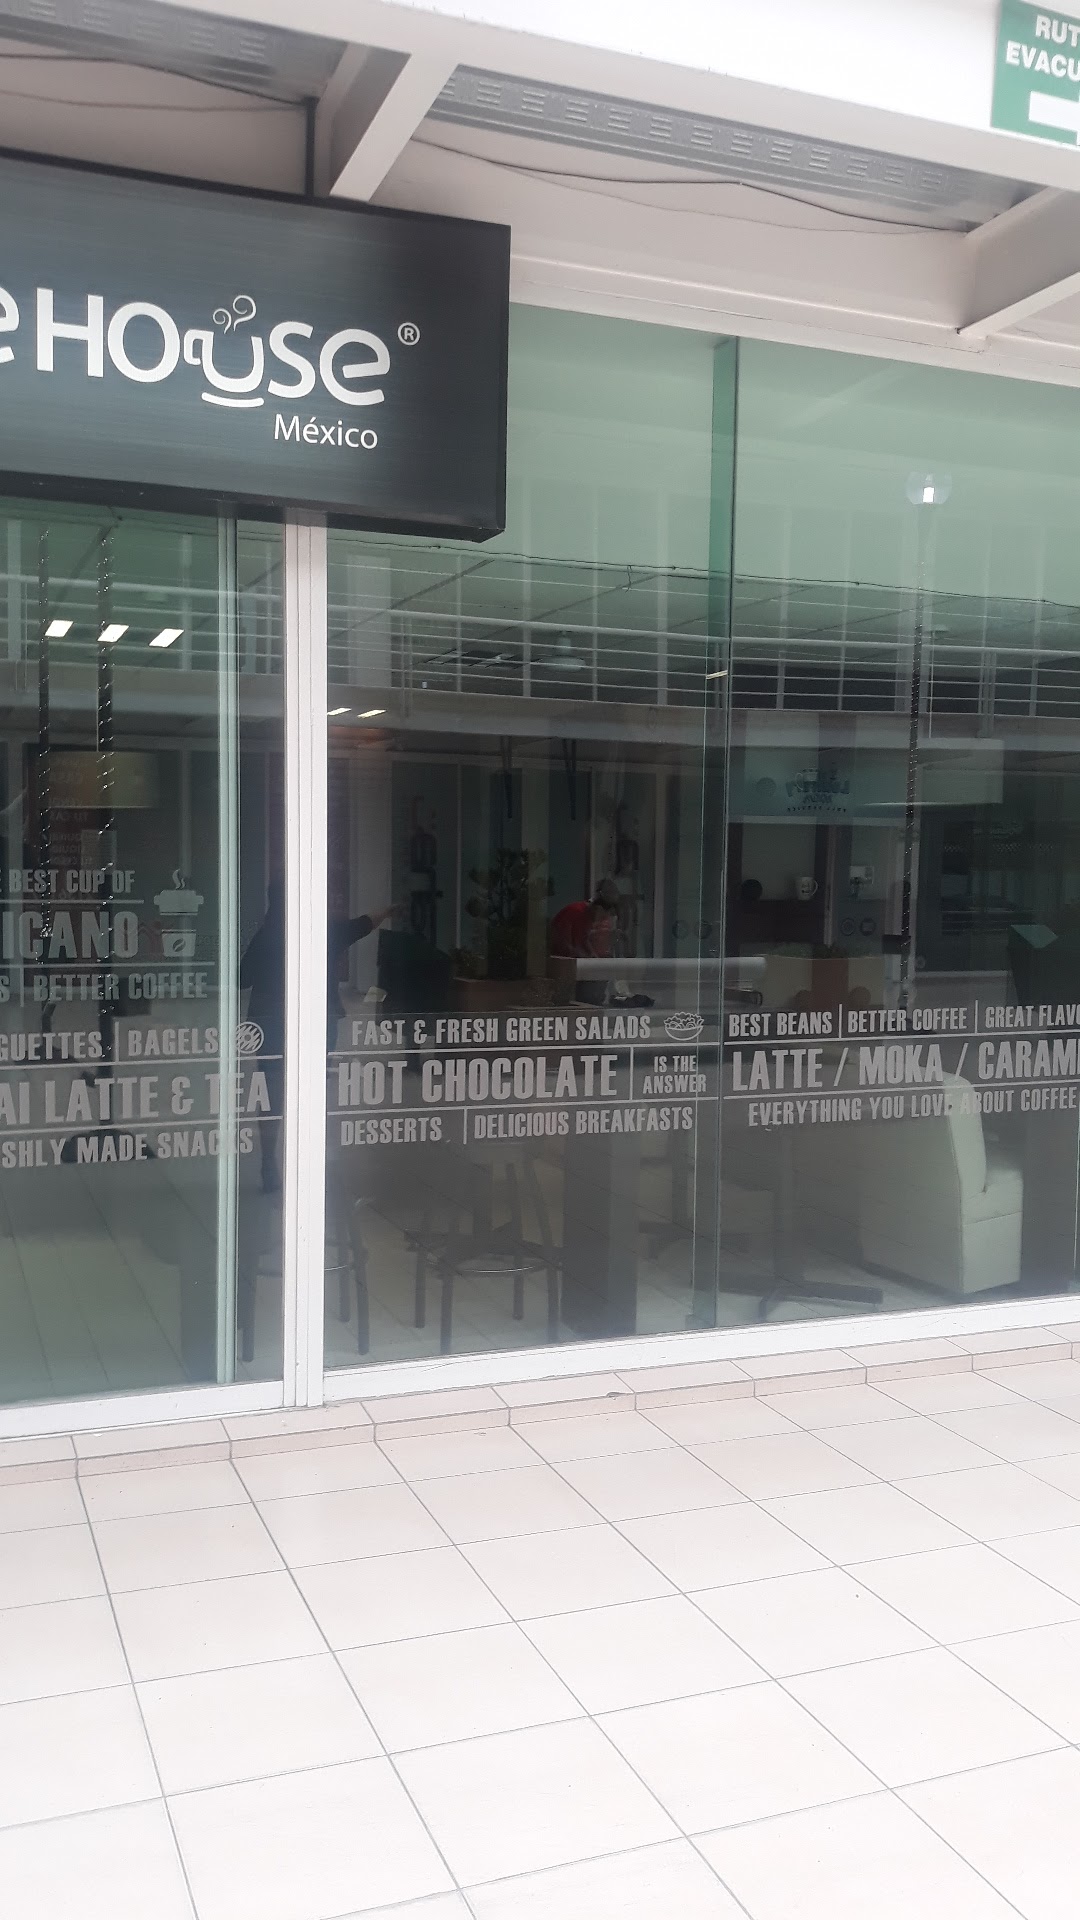 RUT
EVACU
e House®
México
BEST CUP OF
ICANO
S | BETTER COFFEE
GUETTES | BAGELS
AI LATTE & TEA
SHLY MADE SNACKS
FAST & FRESH GREEN SALADS
HOT CHOCOLATE | IS THE ANSWER
DESSERTS | DELICIOUS BREAKFASTS
BEST BEANS | BETTER COFFEE | GREAT FLAVO
LATTE / MOKA / CARAM
EVERYTHING YOU LOVE ABOUT COFFEE